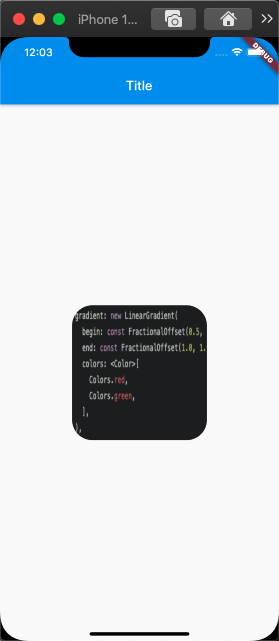 iPhone 1...
12:03
DEBUG
Title
gradient: new LinearGradient(
begin: const FractionalOffset(0.5,
end: const FractionalOffset(1.0, 1.
colors: <Color>[
Colors.red,
Colors.green,
],
),